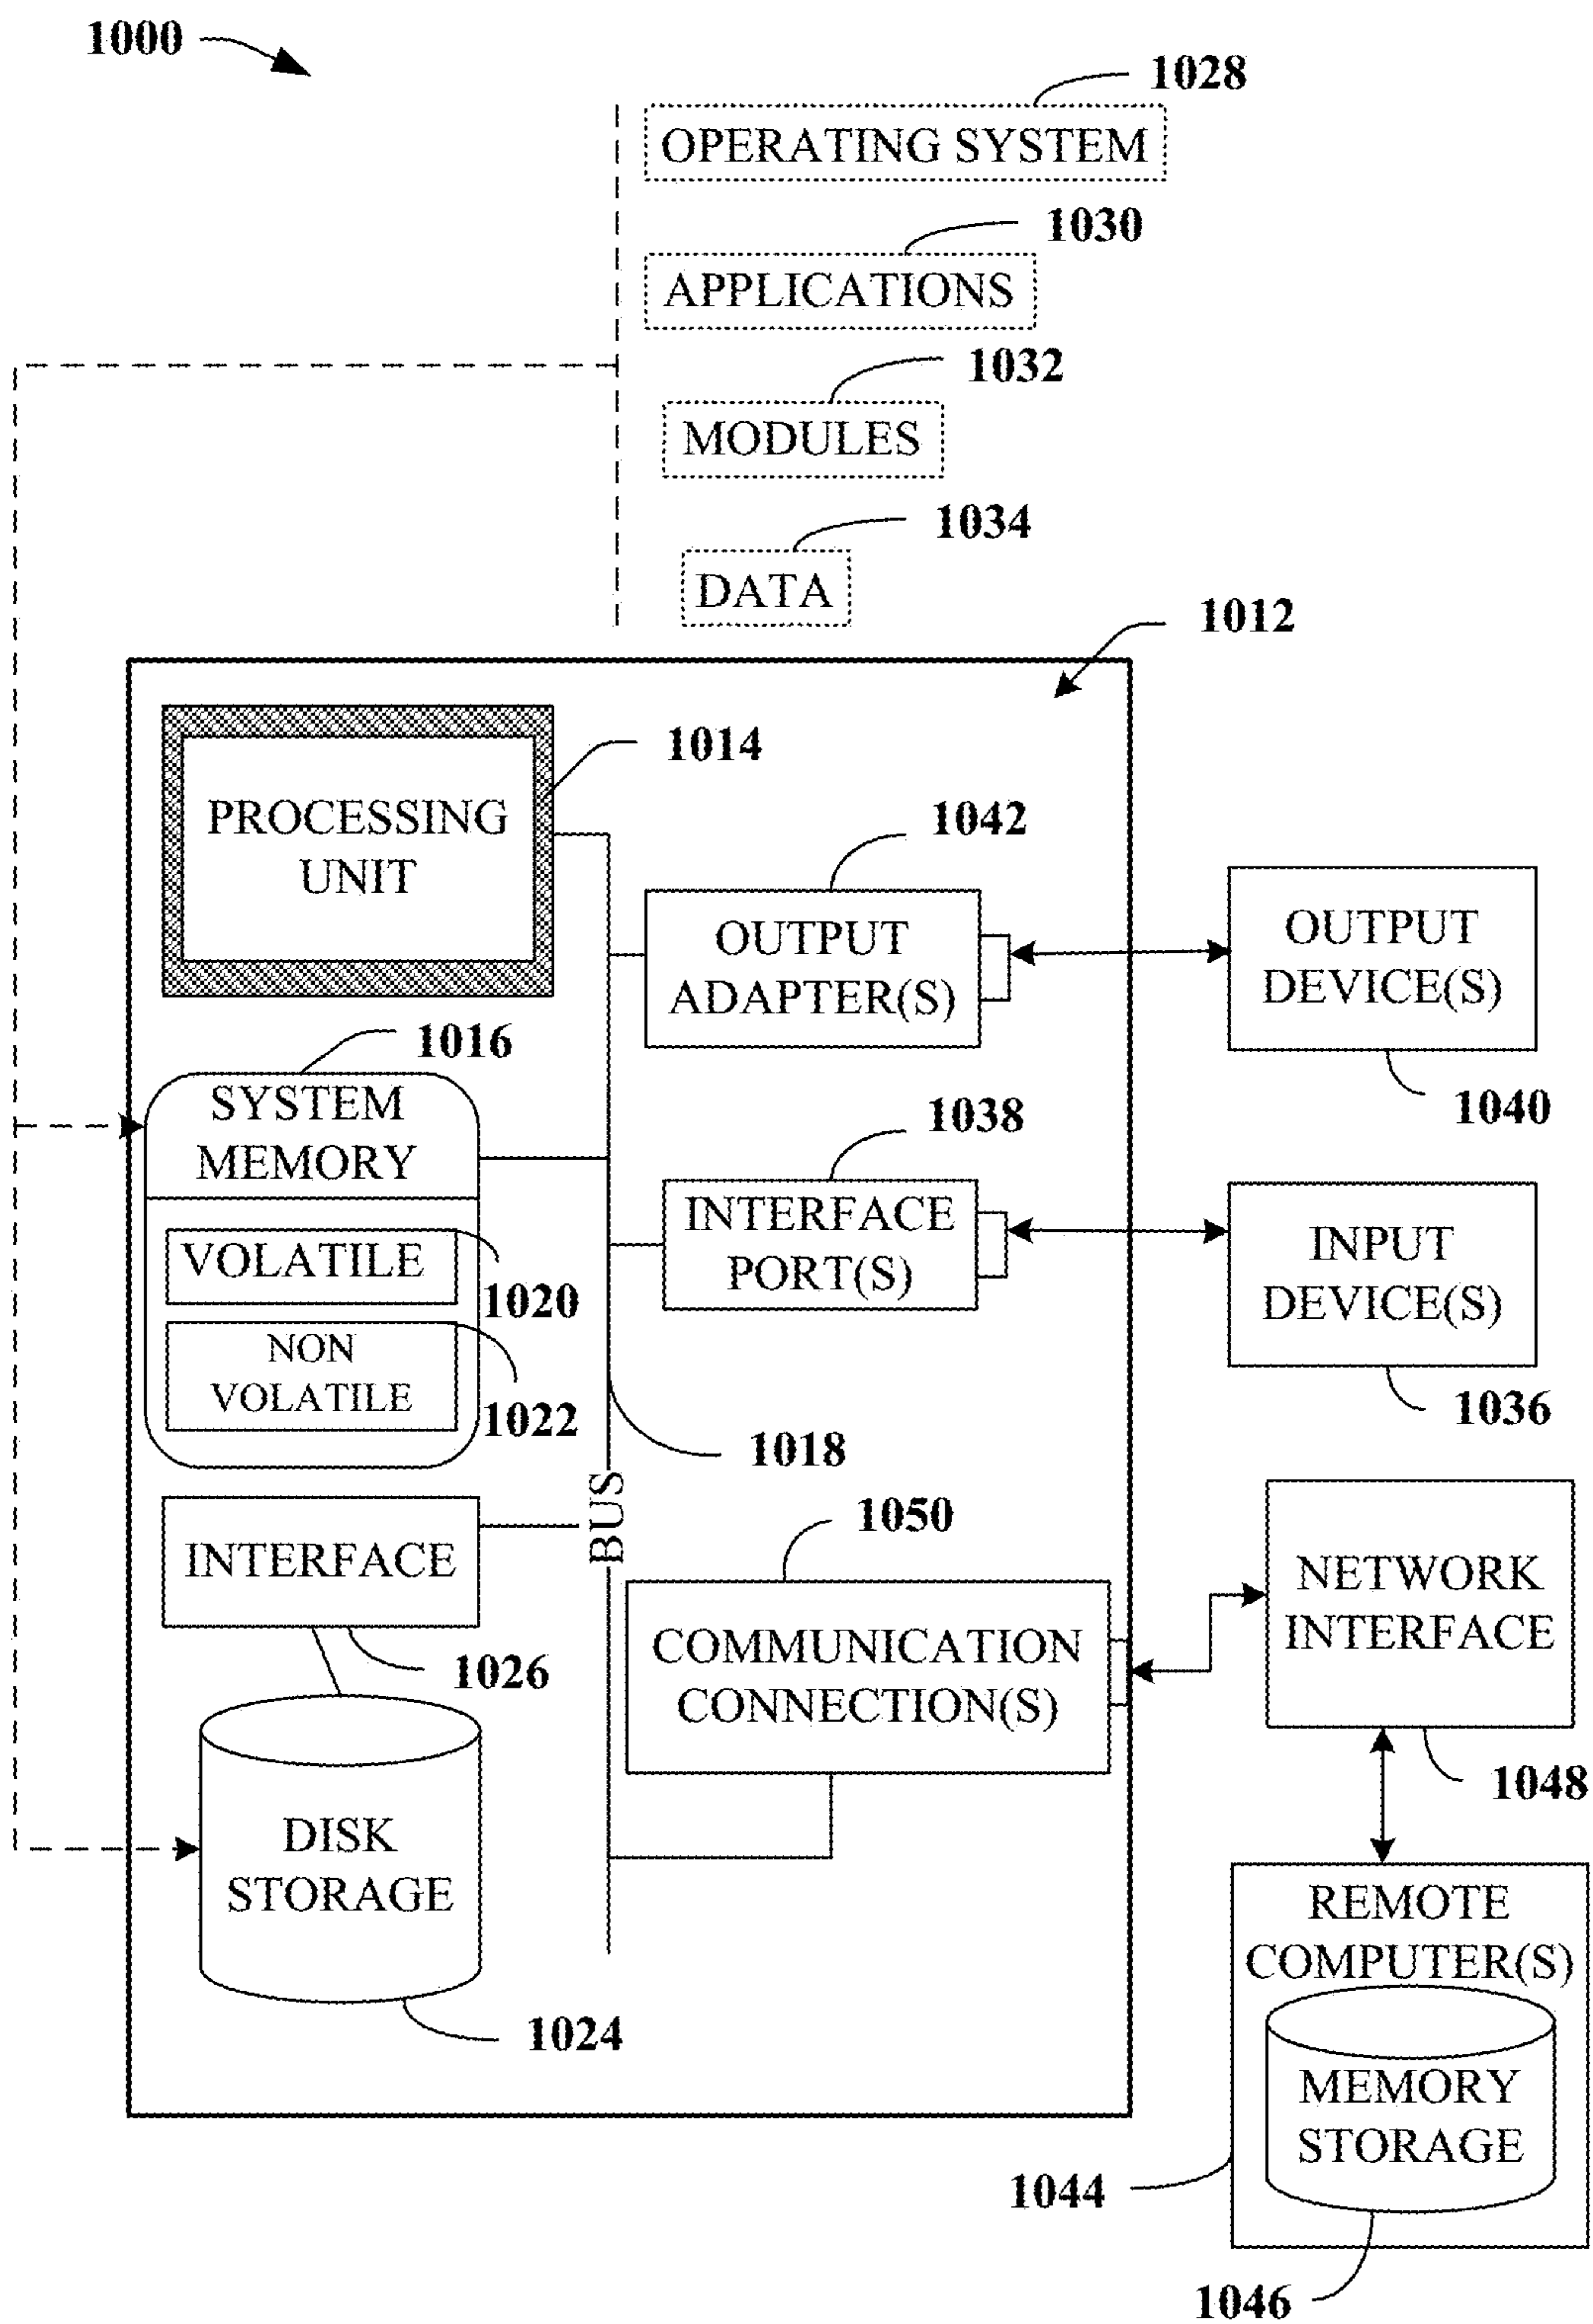 1000
1028
OPERATING SYSTEM
1030
APPLICATIONS
1032
MODULES
1034
DATA
1012
PROCESSING
UNIT
1014
1042
OUTPUT
ADAPTER(S)
OUTPUT
DEVICE(S)
1040
1016
SYSTEM
MEMORY
VOLATILE
1020
NON
VOLATILE
1022
1038
INTERFACE
PORT(S)
INPUT
DEVICE(S)
1036
1018
BUS
INTERFACE
1026
1050
COMMUNICATION
CONNECTION(S)
NETWORK
INTERFACE
1048
DISK
STORAGE
1024
REMOTE
COMPUTER(S)
MEMORY
STORAGE
1044
1046